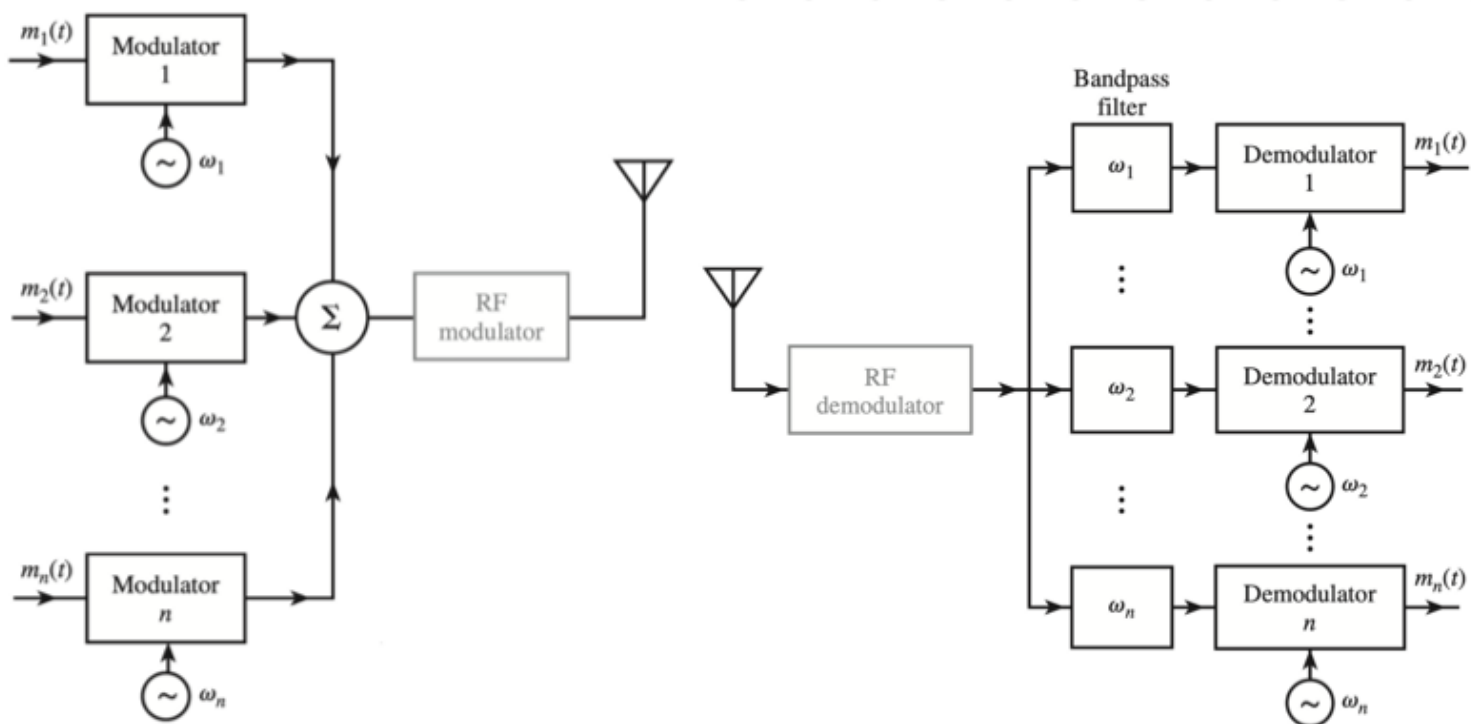 m₁(t)
Modulator
1
~
ω₁
m₂(t)
Modulator
2
~
ω₂
Σ
RF
modulator
⋮
mₙ(t)
Modulator
n
~
ωₙ
RF
demodulator
Bandpass
filter
ω₁
Demodulator
1
m₁(t)
~
ω₁
⋮
⋮
ω₂
Demodulator
2
m₂(t)
~
ω₂
⋮
⋮
ωₙ
Demodulator
n
mₙ(t)
~
ωₙ